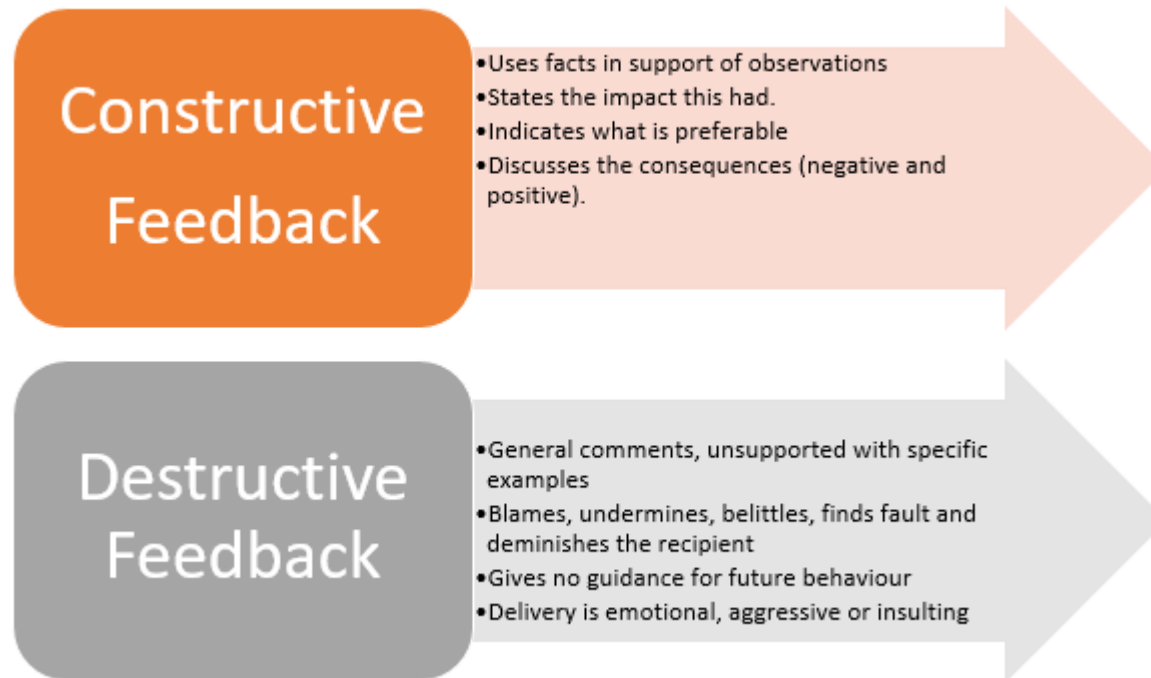 Constructive
Feedback
•Uses facts in support of observations
•States the impact this had.
•Indicates what is preferable
•Discusses the consequences (negative and
positive).
Destructive
Feedback
•General comments, unsupported with specific
examples
•Blames, undermines, belittles, finds fault and
deminishes the recipient
•Gives no guidance for future behaviour
•Delivery is emotional, aggressive or insulting